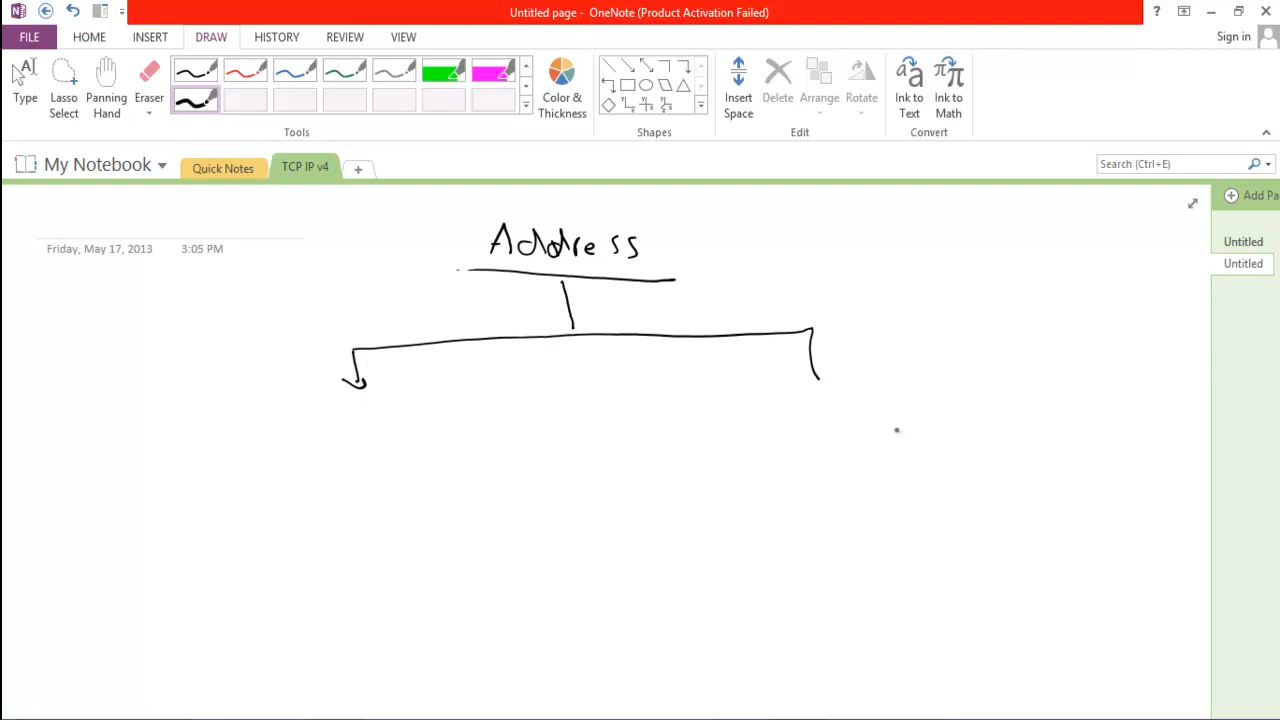 Untitled page - OneNote (Product Activation Failed)
?
FILE HOME INSERT DRAW HISTORY REVIEW VIEW
Sign in
Type
Lasso Select
Panning Hand
Eraser
Color & Thickness
Insert Space
Delete
Arrange
Rotate
Ink to Text
Ink to Math
Tools
Shapes
Edit
Convert
My Notebook
Quick Notes
TCP IP v4
Search (Ctrl+E)
Add Pa
Untitled
Untitled
Friday, May 17, 2013 3:05 PM
Address